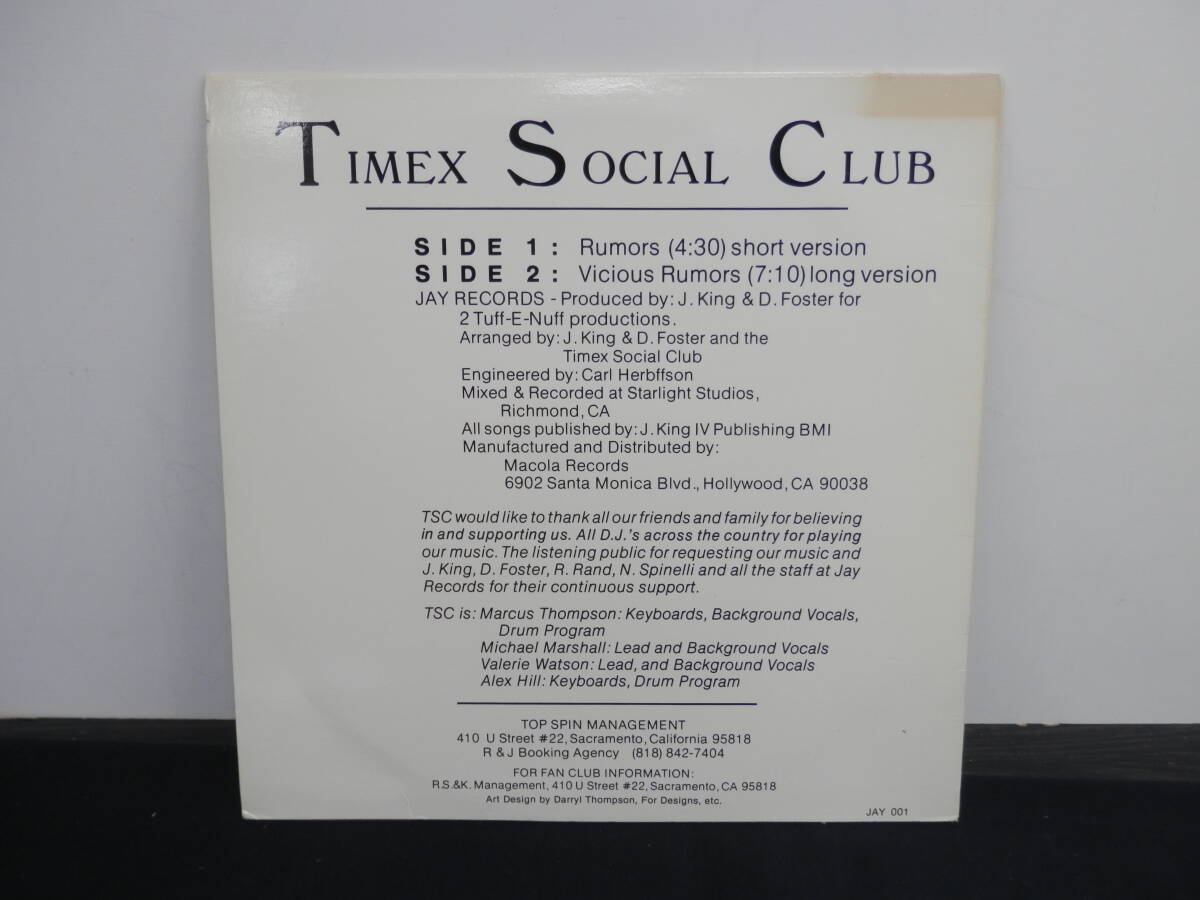 TIMEX SOCIAL CLUB
SIDE 1: Rumors (4:30) short version
SIDE 2: Vicious Rumors (7:10) long version
JAY RECORDS - Produced by: J. King & D. Foster for
2 Tuff-E-Nuff productions.
Arranged by: J. King & D. Foster and the
Timex Social Club
Engineered by: Carl Herbffson
Mixed & Recorded at Starlight Studios,
Richmond, CA
All songs published by: J. King IV Publishing BMI
Manufactured and Distributed by:
Macola Records
6902 Santa Monica Blvd., Hollywood, CA 90038
TSC would like to thank all our friends and family for believing
in and supporting us. All D.J.'s across the country for playing
our music. The listening public for requesting our music and
J. King, D. Foster, R. Rand, N. Spinelli and all the staff at Jay
Records for their continuous support.
TSC is: Marcus Thompson: Keyboards, Background Vocals,
Drum Program
Michael Marshall: Lead and Background Vocals
Valerie Watson: Lead, and Background Vocals
Alex Hill: Keyboards, Drum Program
TOP SPIN MANAGEMENT
410 U Street #22, Sacramento, California 95818
R & J Booking Agency (818) 842-7404
FOR FAN CLUB INFORMATION:
R.S.&K. Management, 410 U Street #22, Sacramento, CA 95818
Art Design by Darryl Thompson, For Designs, etc.
JAY 001